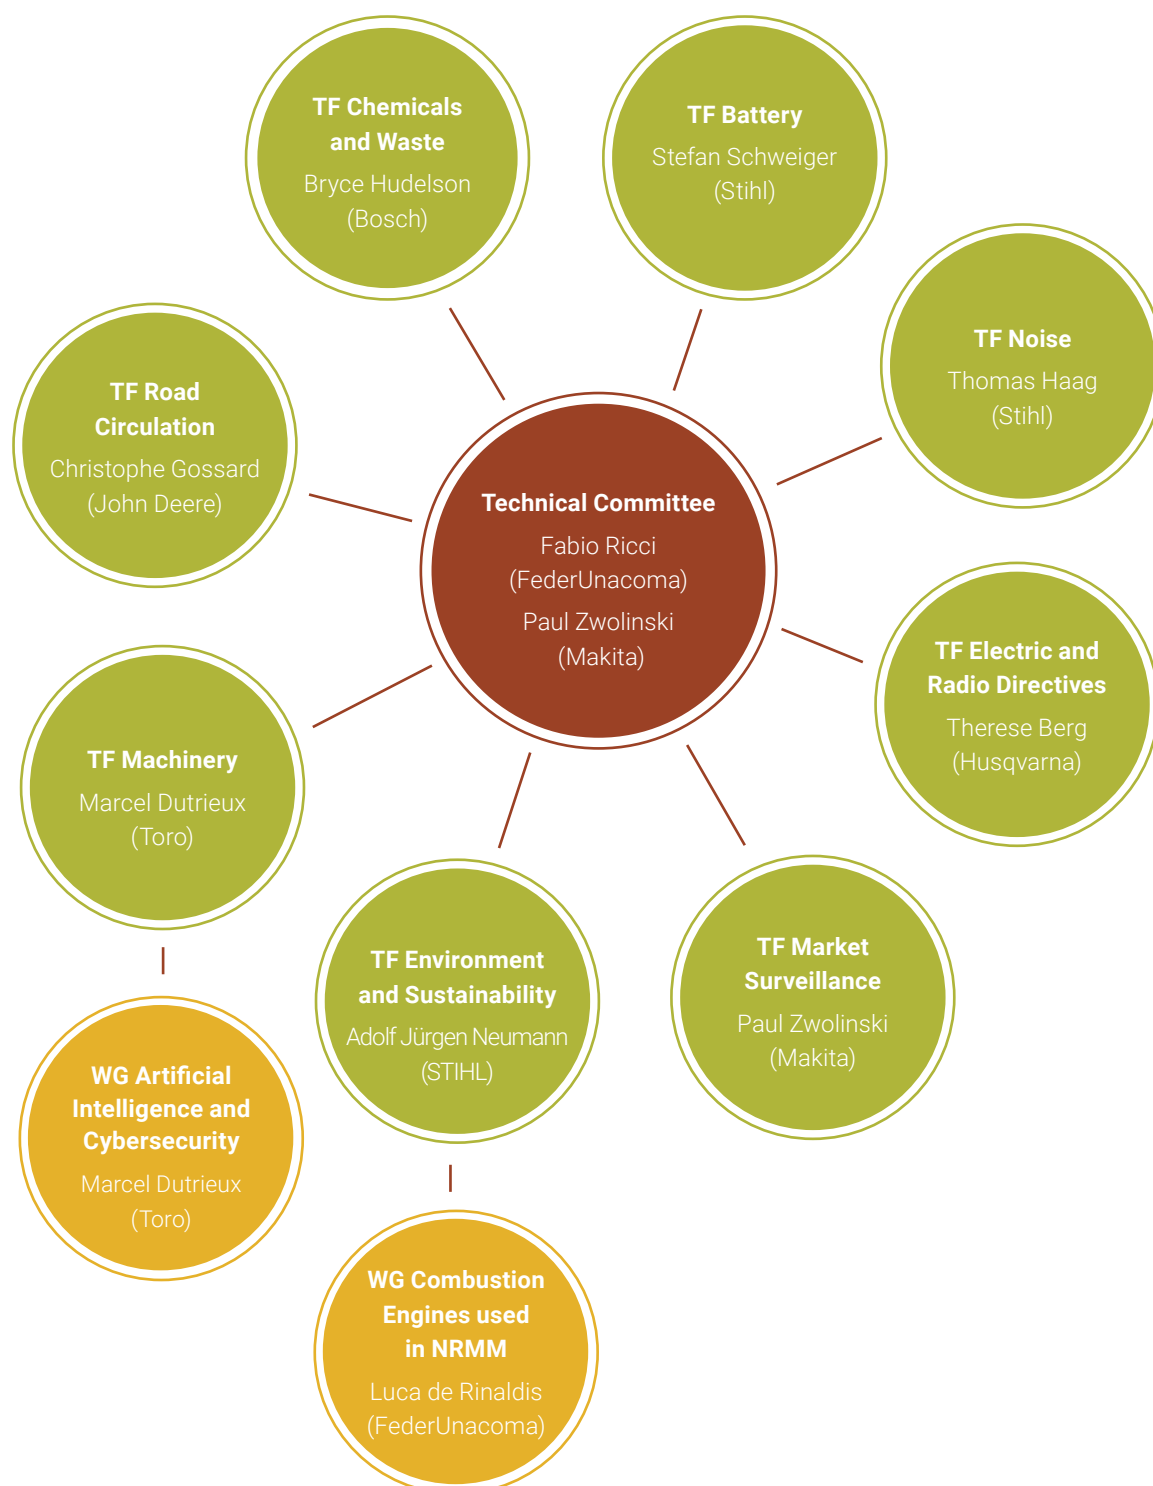 TF Chemicals
and Waste
Bryce Hudelson
(Bosch)
TF Battery
Stefan Schweiger
(Stihl)
TF Noise
Thomas Haag
(Stihl)
TF Road
Circulation
Christophe Gossard
(John Deere)
Technical Committee
Fabio Ricci
(FederUnacoma)
Paul Zwolinski
(Makita)
TF Electric and
Radio Directives
Therese Berg
(Husqvarna)
TF Machinery
Marcel Dutrieux
(Toro)
TF Environment
and Sustainability
Adolf Jürgen Neumann
(STIHL)
TF Market
Surveillance
Paul Zwolinski
(Makita)
WG Artificial
Intelligence and
Cybersecurity
Marcel Dutrieux
(Toro)
WG Combustion
Engines used
in NRMM
Luca de Rinaldis
(FederUnacoma)